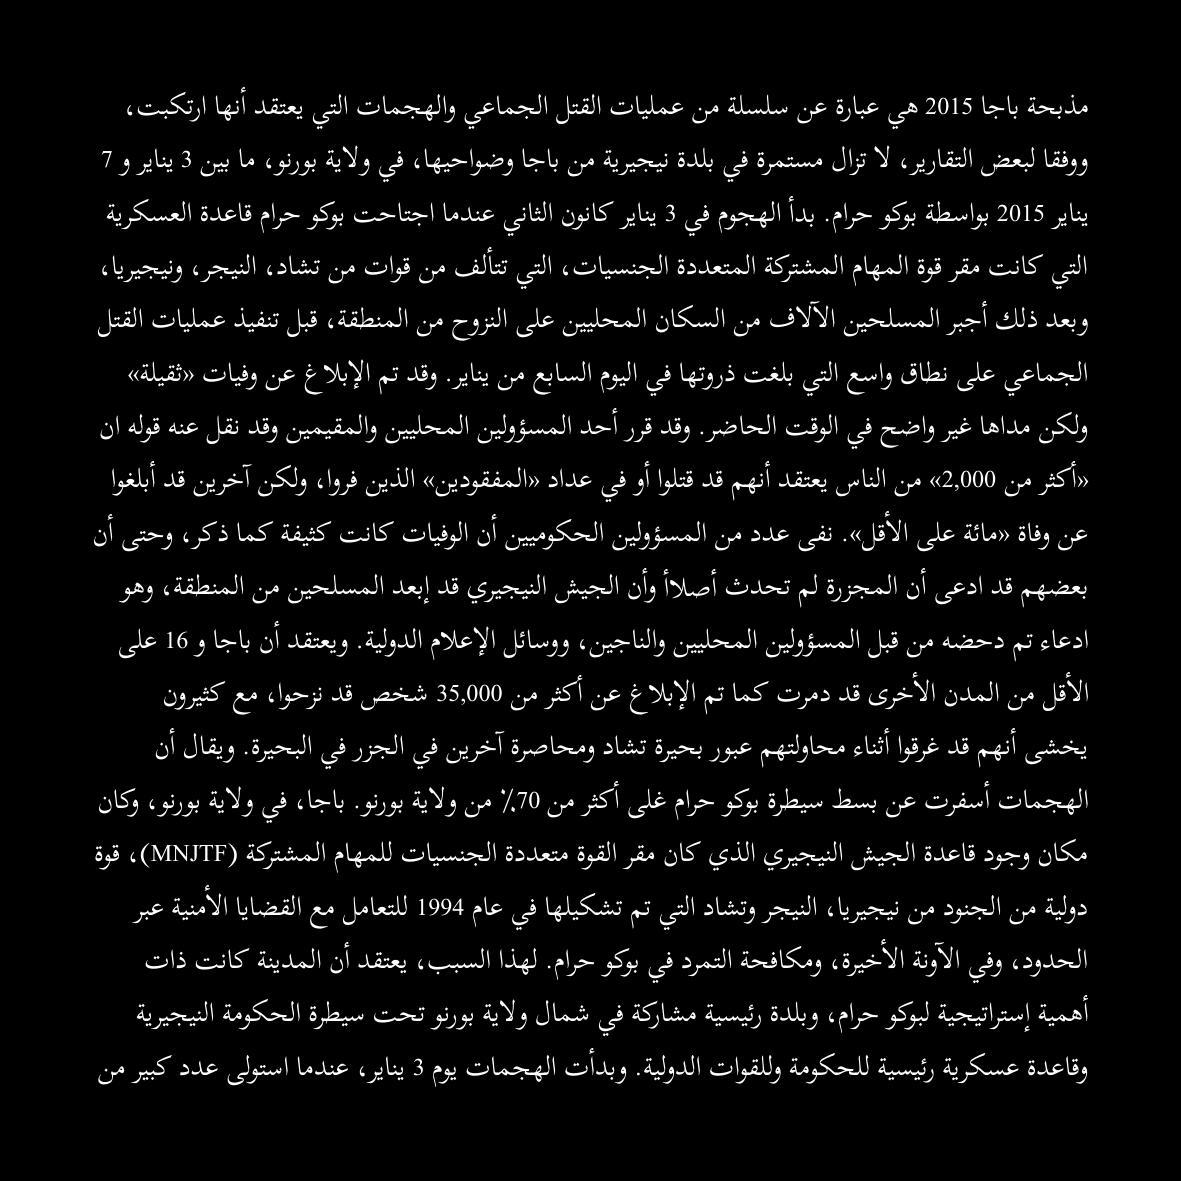 مذبحة باجا 2015 هي عبارة عن سلسلة من عمليات القتل الجماعي والهجمات التي يعتقد أنها ارتكبت،
ووفقا لبعض التقارير، لا تزال مستمرة في بلدة نيجيرية من باجا وضواحيها، في ولاية بورنو، ما بين 3 يناير و 7
يناير 2015 بواسطة بوكو حرام. بدأ الهجوم في 3 يناير كانون الثاني عندما اجتاحت بوكو حرام قاعدة العسكرية
التي كانت مقر قوة المهام المشتركة المتعددة الجنسيات، التي تتألف من قوات من تشاد، النيجر، ونيجيريا،
وبعد ذلك أجبر المسلحين الآلاف من السكان المحليين على النزوح من المنطقة، قبل تنفيذ عمليات القتل
الجماعي على نطاق واسع التي بلغت ذروتها في اليوم السابع من يناير. وقد تم الإبلاغ عن وفيات «ثقيلة»
ولكن مداها غير واضح في الوقت الحاضر. وقد قرر أحد المسؤولين المحليين والمقيمين وقد نقل عنه قوله ان
«أكثر من 2,000» من الناس يعتقد أنهم قد قتلوا أو في عداد «المفقودين» الذين فروا، ولكن آخرين قد أبلغوا
عن وفاة «مائة على الأقل». نفى عدد من المسؤولين الحكوميين أن الوفيات كانت كثيفة كما ذكر، وحتى أن
بعضهم قد ادعى أن المجزرة لم تحدث أصلاأ وأن الجيش النيجيري قد إبعد المسلحين من المنطقة، وهو
ادعاء تم دحضه من قبل المسؤولين المحليين والناجين، ووسائل الإعلام الدولية. ويعتقد أن باجا و 16 على
الأقل من المدن الأخرى قد دمرت كما تم الإبلاغ عن أكثر من 35,000 شخص قد نزحوا، مع كثيرون
يخشى أنهم قد غرقوا أثناء محاولتهم عبور بحيرة تشاد ومحاصرة آخرين في الجزر في البحيرة. ويقال أن
الهجمات أسفرت عن بسط سيطرة بوكو حرام غلى أكثر من 70٪ من ولاية بورنو. باجا، في ولاية بورنو، وكان
مكان وجود قاعدة الجيش النيجيري الذي كان مقر القوة متعددة الجنسيات للمهام المشتركة (MNJTF)، قوة
دولية من الجنود من نيجيريا، النيجر وتشاد التي تم تشكيلها في عام 1994 للتعامل مع القضايا الأمنية عبر
الحدود، وفي الآونة الأخيرة، ومكافحة التمرد في بوكو حرام. لهذا السبب، يعتقد أن المدينة كانت ذات
أهمية إستراتيجية لبوكو حرام، وبلدة رئيسية مشاركة في شمال ولاية بورنو تحت سيطرة الحكومة النيجيرية
وقاعدة عسكرية رئيسية للحكومة وللقوات الدولية. وبدأت الهجمات يوم 3 يناير، عندما استولى عدد كبير من